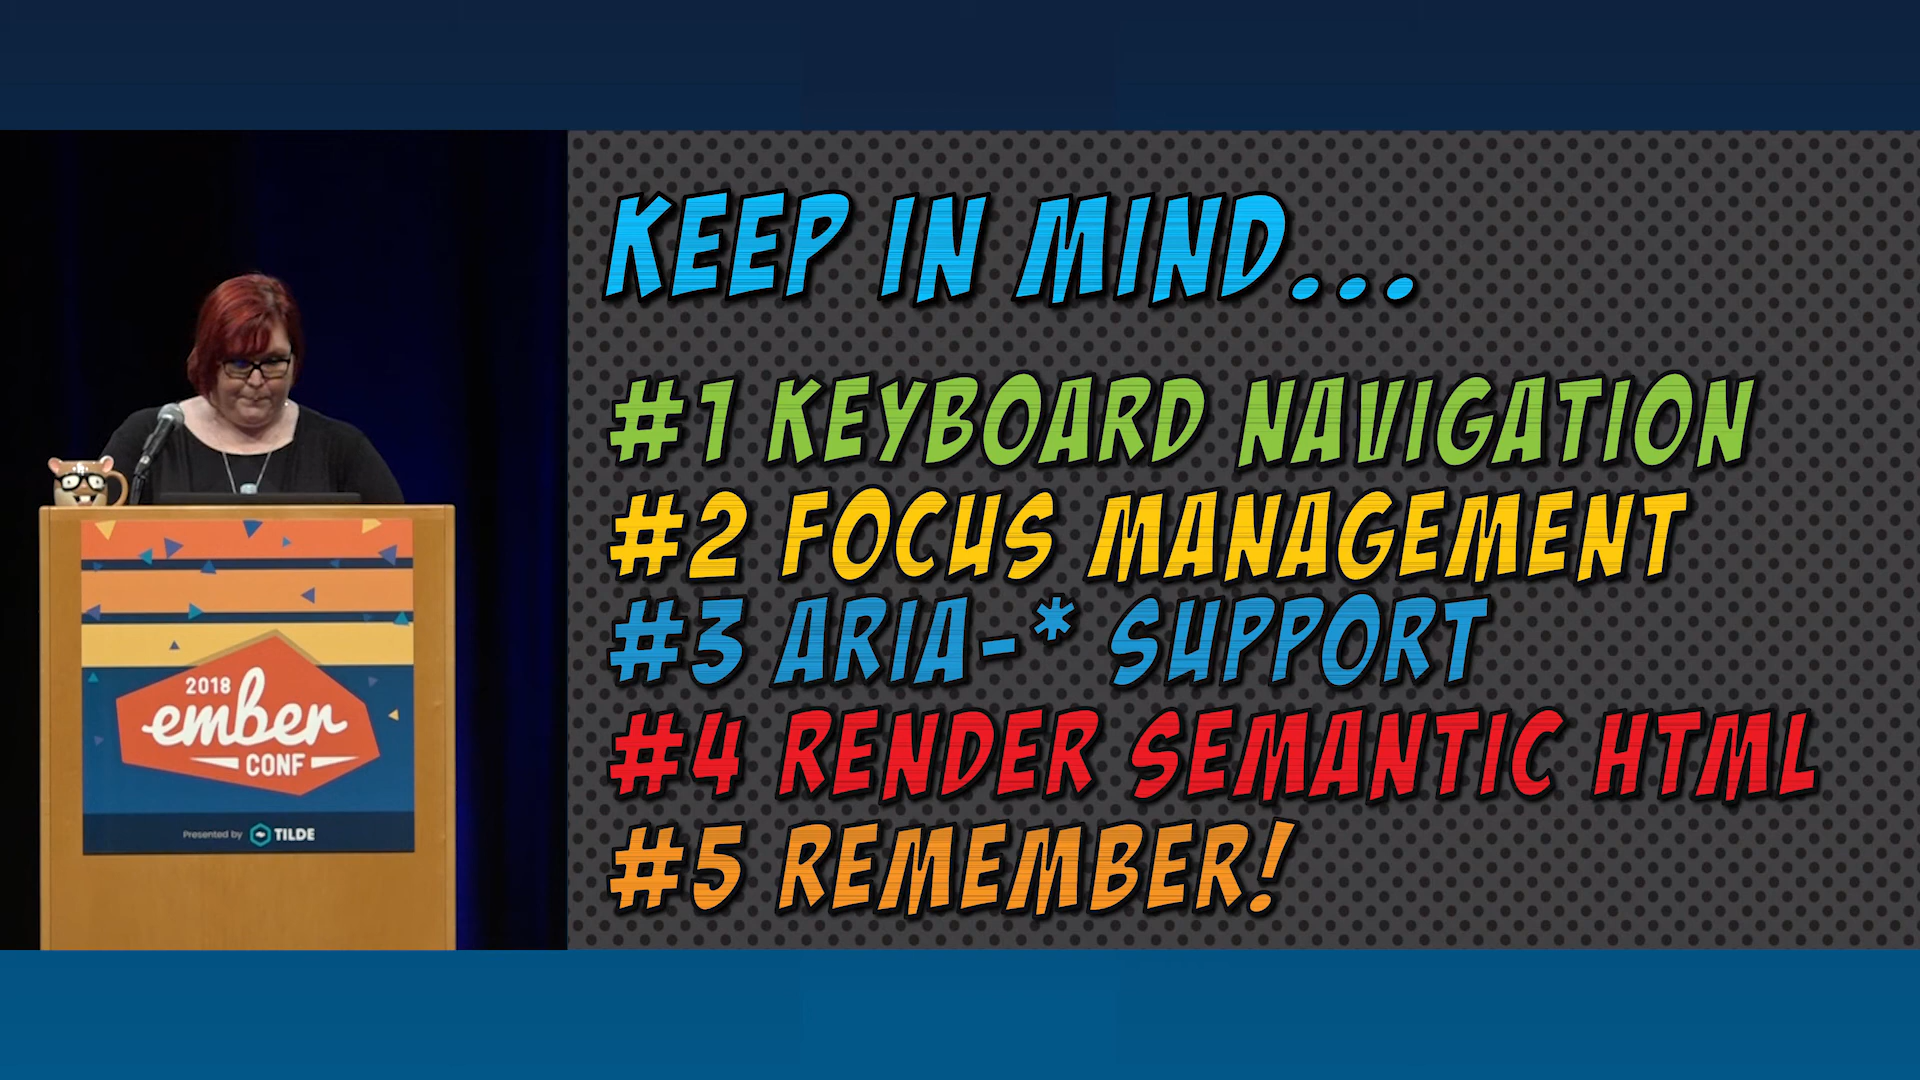 KEEP IN MIND...
#1 KEYBOARD NAVIGATION
#2 FOCUS MANAGEMENT
#3 ARIA-* SUPPORT
#4 RENDER SEMANTIC HTML
#5 REMEMBER!
2018
ember
CONF
Presented by TILDE